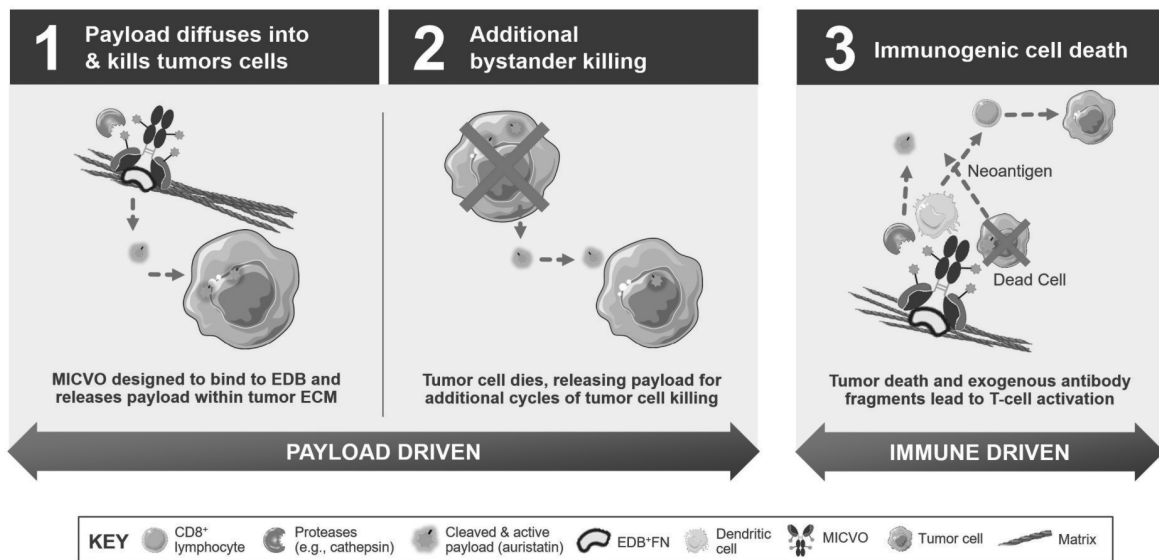 1 Payload diffuses into
& kills tumors cells
2 Additional
bystander killing
3 Immunogenic cell death
Neoantigen
Dead Cell
MICVO designed to bind to EDB and
releases payload within tumor ECM
Tumor cell dies, releasing payload for
additional cycles of tumor cell killing
Tumor death and exogenous antibody
fragments lead to T-cell activation
PAYLOAD DRIVEN
IMMUNE DRIVEN
KEY
CD8+
lymphocyte
Proteases
(e.g., cathepsin)
Cleaved & active
payload (auristatin)
EDB+FN
Dendritic
cell
MICVO
Tumor cell
Matrix